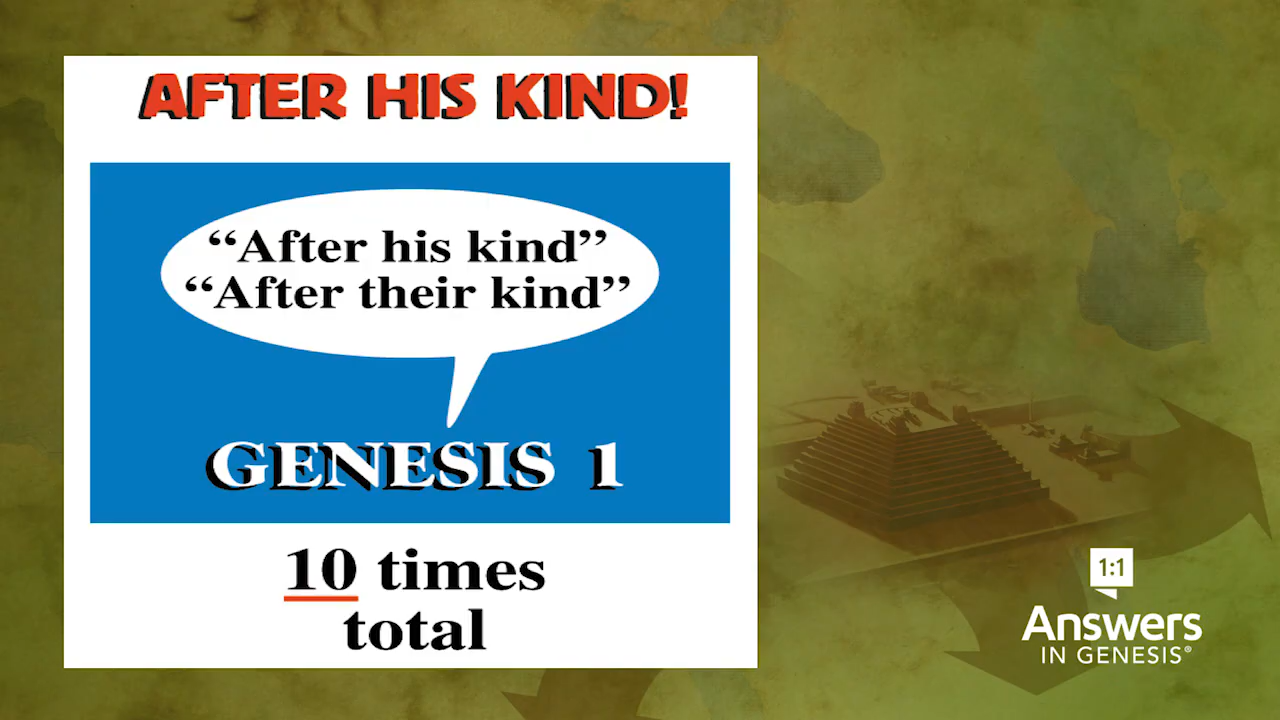 AFTER HIS KIND!
“After his kind”
“After their kind”
GENESIS 1
10 times
total
1:1
Answers
IN GENESIS®